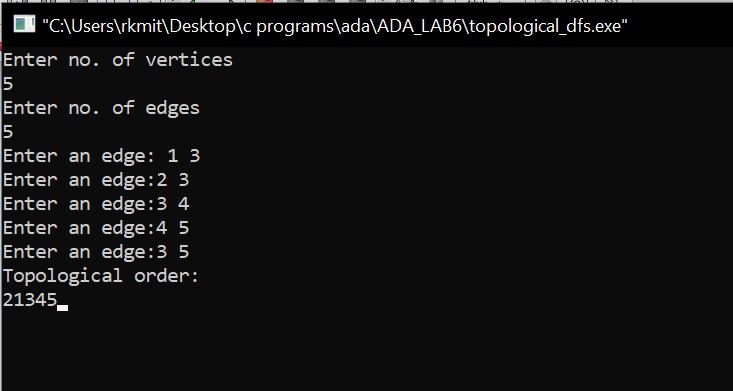 "C:\Users\rkmit\Desktop\c programs\ada\ADA_LAB6\topological_dfs.exe"
Enter no. of vertices
5
Enter no. of edges
5
Enter an edge: 1 3
Enter an edge:2 3
Enter an edge:3 4
Enter an edge:4 5
Enter an edge:3 5
Topological order:
21345